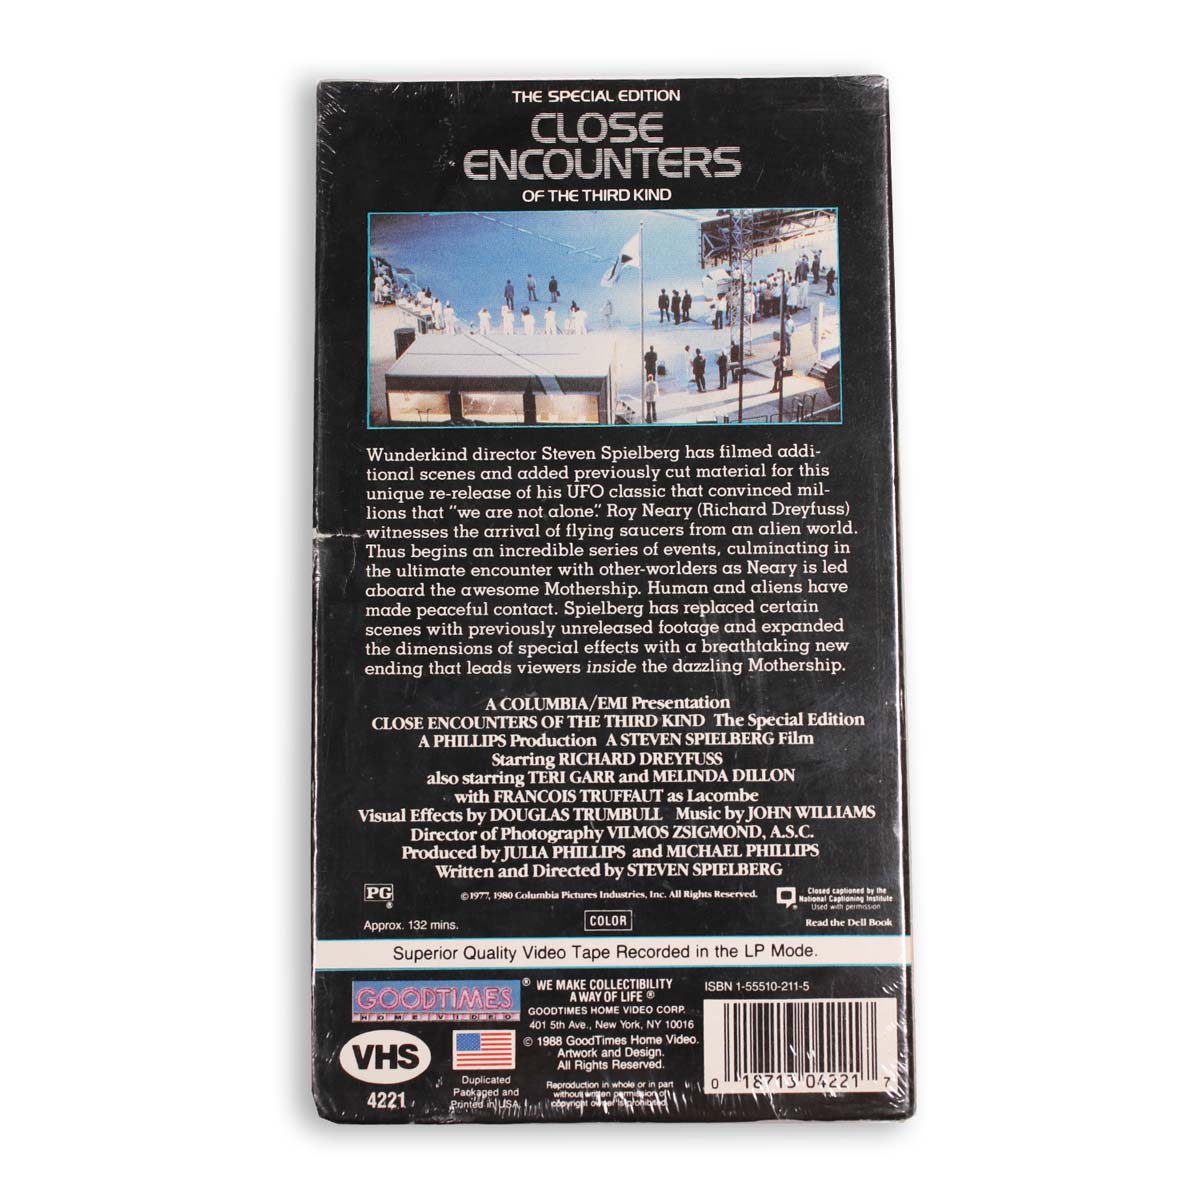 THE SPECIAL EDITION
CLOSE
ENCOUNTERS
OF THE THIRD KIND
Wunderkind director Steven Spielberg has filmed addi-
tional scenes and added previously cut material for this
unique re-release of his UFO classic that convinced mil-
lions that "we are not alone." Roy Neary (Richard Dreyfuss)
witnesses the arrival of flying saucers from an alien world.
Thus begins an incredible series of events, culminating in
the ultimate encounter with other-worlders as Neary is led
aboard the awesome Mothership. Human and aliens have
made peaceful contact. Spielberg has replaced certain
scenes with previously unreleased footage and expanded
the dimensions of special effects with a breathtaking new
ending that leads viewers inside the dazzling Mothership.
A COLUMBIA/EMI Presentation
CLOSE ENCOUNTERS OF THE THIRD KIND The Special Edition
A PHILLIPS Production A STEVEN SPIELBERG Film
Starring RICHARD DREYFUSS
also starring TERI GARR and MELINDA DILLON
with FRANCOIS TRUFFAUT as Lacombe
Visual Effects by DOUGLAS TRUMBULL Music by JOHN WILLIAMS
Director of Photography VILMOS ZSIGMOND, A.S.C.
Produced by JULIA PHILLIPS and MICHAEL PHILLIPS
Written and Directed by STEVEN SPIELBERG
PG
®
©1977, 1980 Columbia Pictures Industries, Inc. All Rights Reserved.
Closed captioned by the
National Captioning Institute
Used with permission
Approx. 132 mins.
COLOR
Read the Dell Book
Superior Quality Video Tape Recorded in the LP Mode.
GOODTIMES ®
HOME VIDEO
WE MAKE COLLECTIBILITY
A WAY OF LIFE ®
GOODTIMES HOME VIDEO CORP.
401 5th Ave., New York, NY 10016
© 1988 GoodTimes Home Video.
Artwork and Design.
All Rights Reserved.
Reproduction in whole or in part
without written permission of
copyright owner is prohibited.
VHS
4221
Duplicated
Packaged and
Printed in USA
ISBN 1-55510-211-5
0 18713 04221 7